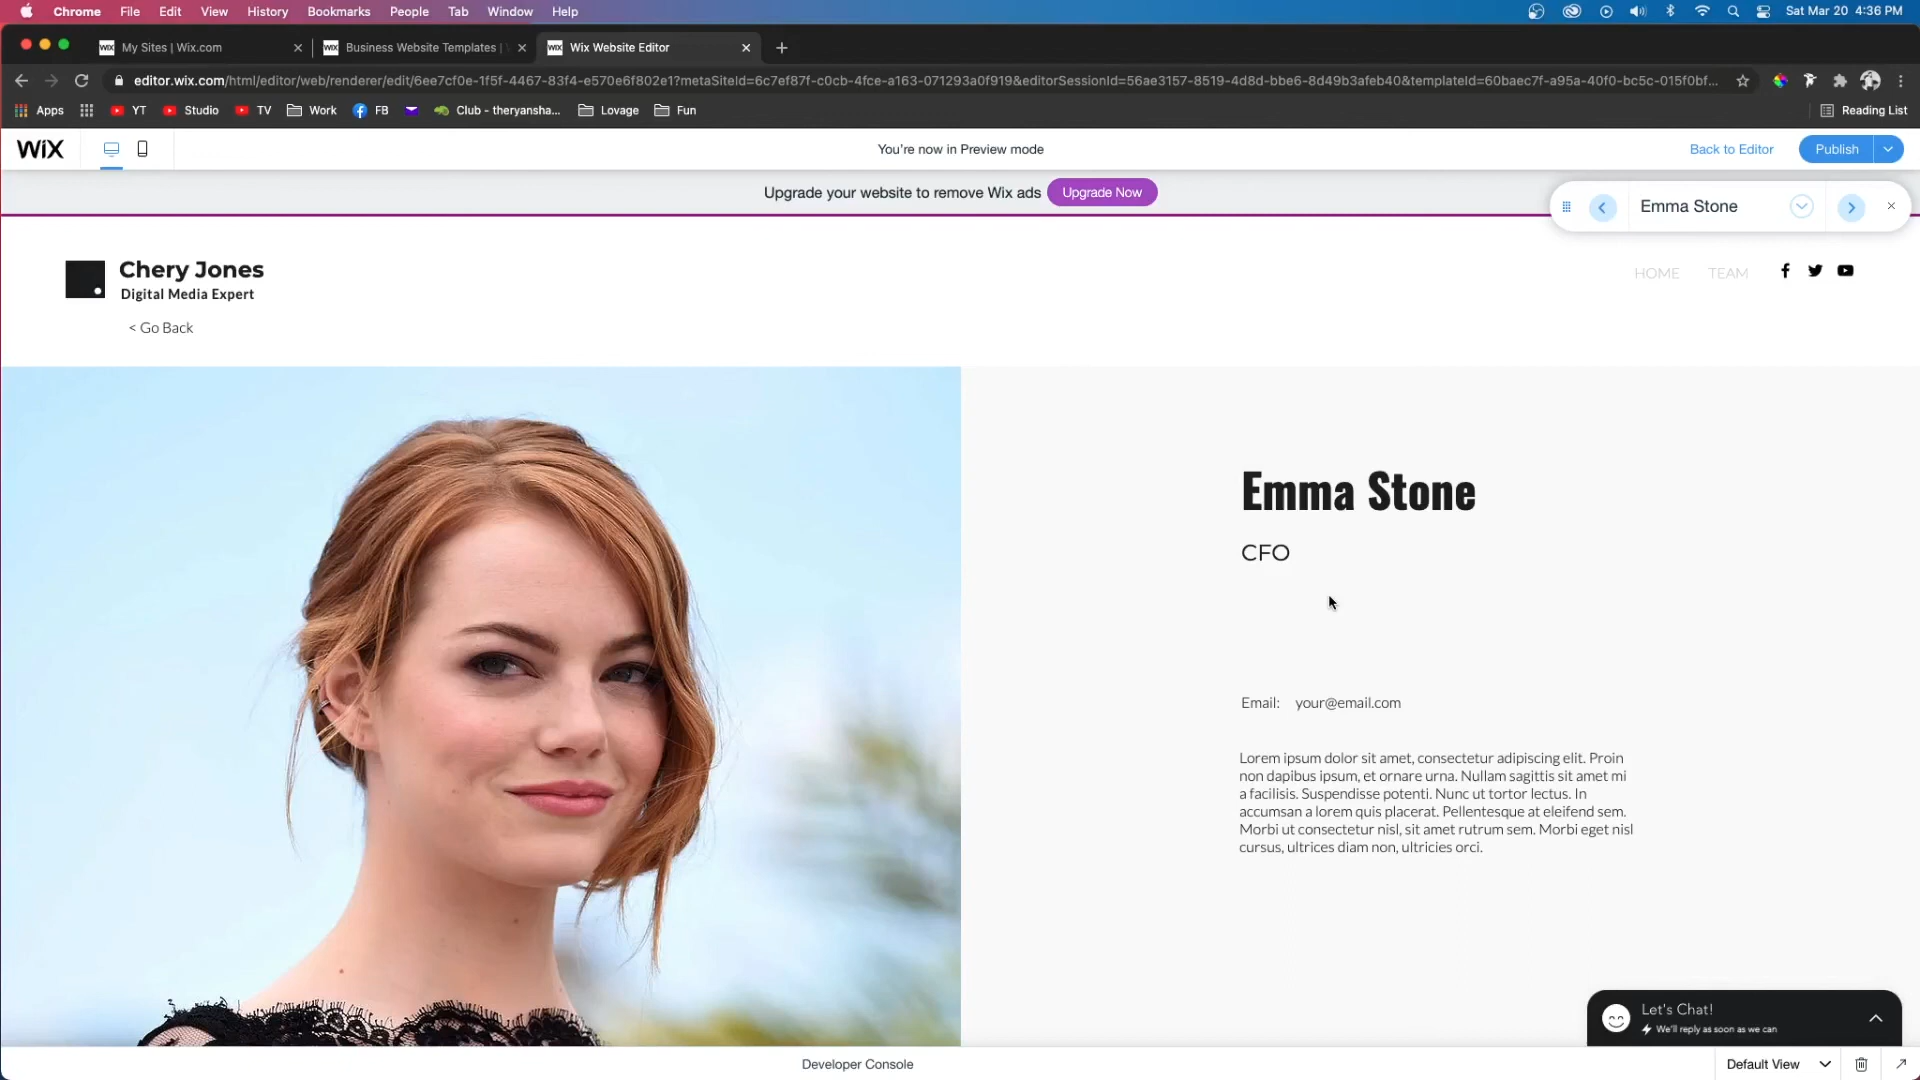 Chrome File Edit View History Bookmarks People Tab Window Help Sat Mar 20 4:36 PM
My Sites | Wix.com Business Website Templates | Wix Website Editor
editor.wix.com/html/editor/web/renderer/edit/6ee7cf0e-1f5f-4467-83f4-e570e6f802e1?metaSiteId=6c7ef87f-c0cb-4fce-a163-071293a0f919&editorSessionId=56ae3157-8519-4d8d-bbe6-8d49b3afeb40&templateId=60baec7f-a95a-40f0-bc5c-015f0bf...
Apps YT Studio TV Work FB Club - theryansha... Lovage Fun Reading List
WiX You're now in Preview mode Back to Editor Publish
Upgrade your website to remove Wix ads Upgrade Now
Emma Stone
Chery Jones
Digital Media Expert
HOME TEAM
< Go Back
Emma Stone
CFO
Email: your@email.com
Lorem ipsum dolor sit amet, consectetur adipiscing elit. Proin
non dapibus ipsum, et ornare urna. Nullam sagittis sit amet mi
a facilisis. Suspendisse potenti. Nunc ut tortor lectus. In
accumsan a lorem quis placerat. Pellentesque at eleifend sem.
Morbi ut consectetur nisl, sit amet rutrum sem. Morbi eget nisl
cursus, ultrices diam non, ultricies orci.
Let's Chat!
We'll reply as soon as we can
Developer Console Default View